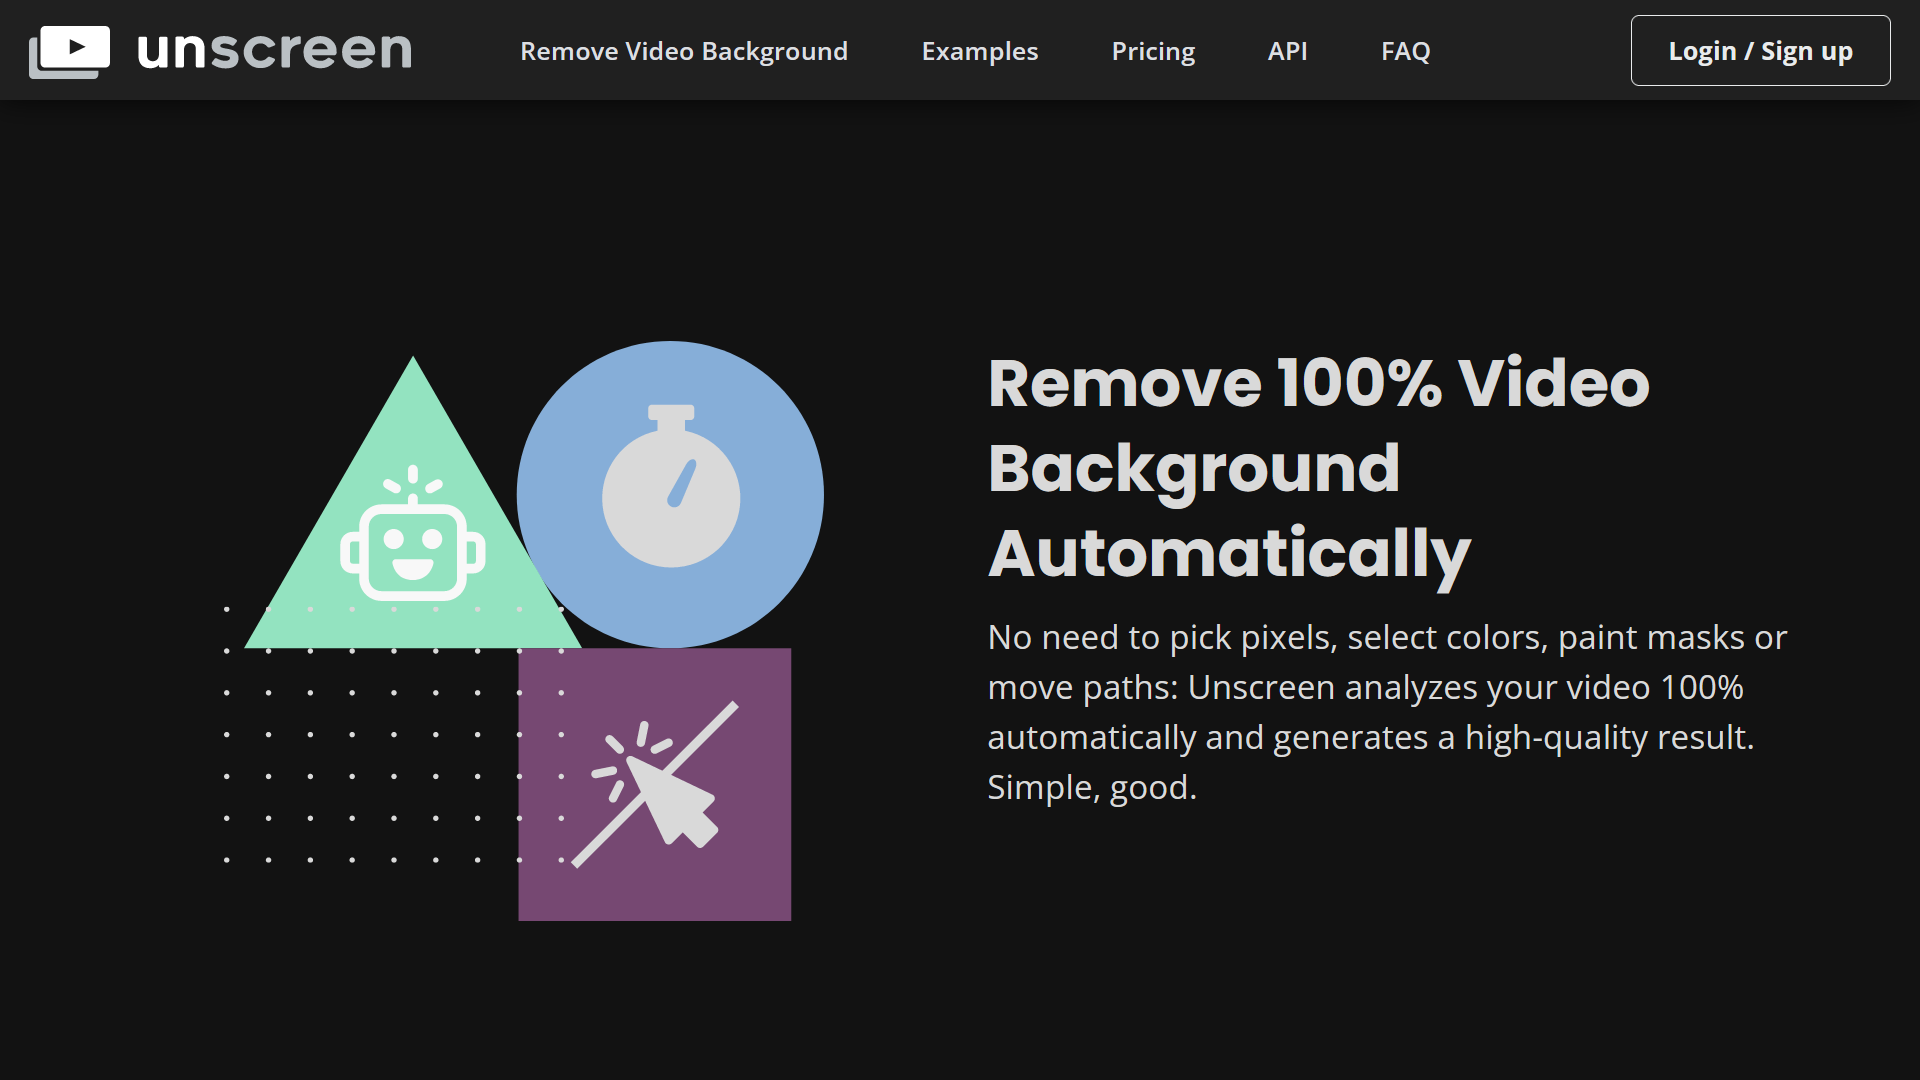 unscreen
Remove Video Background
Examples
Pricing
API
FAQ
Login / Sign up
Remove 100% Video
Background
Automatically
No need to pick pixels, select colors, paint masks or
move paths: Unscreen analyzes your video 100%
automatically and generates a high-quality result.
Simple, good.